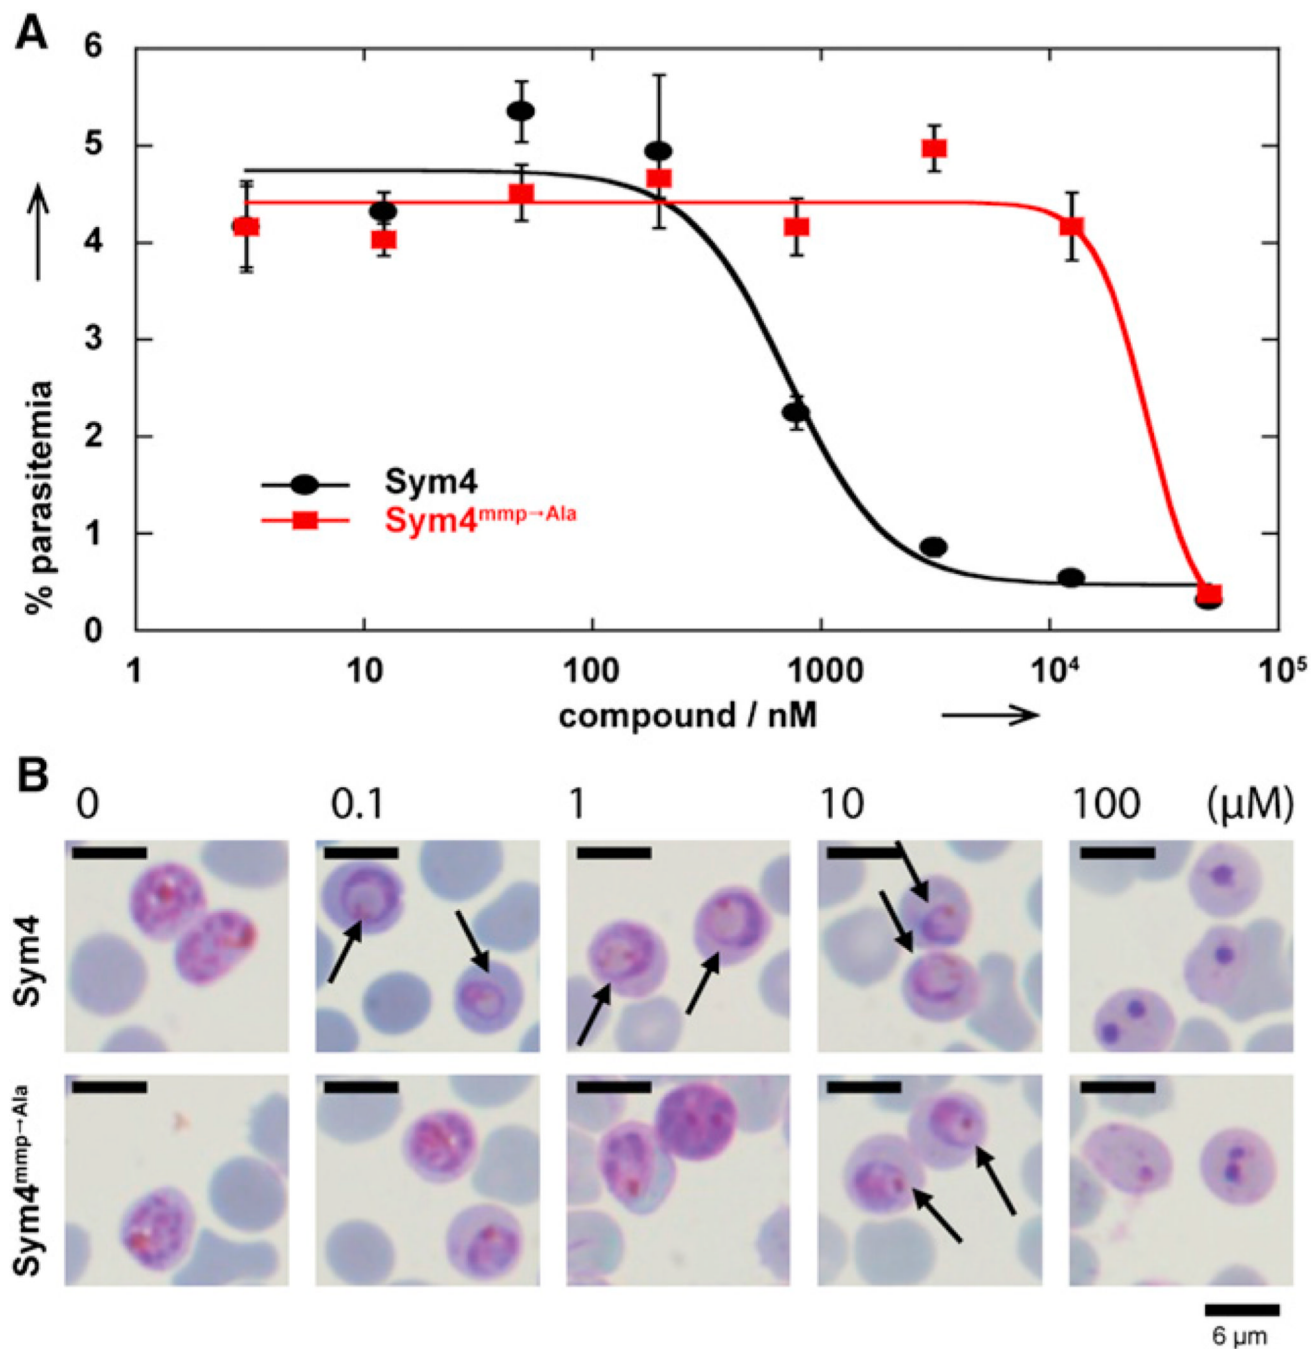 A
6
5
4
3
2
1
0
% parasitemia
Sym4
Sym4mmp→Ala
1 10 100 1000 10⁴ 10⁵
compound / nM
B
0 0.1 1 10 100 (μM)
Sym4
Sym4mmp→Ala
6 μm